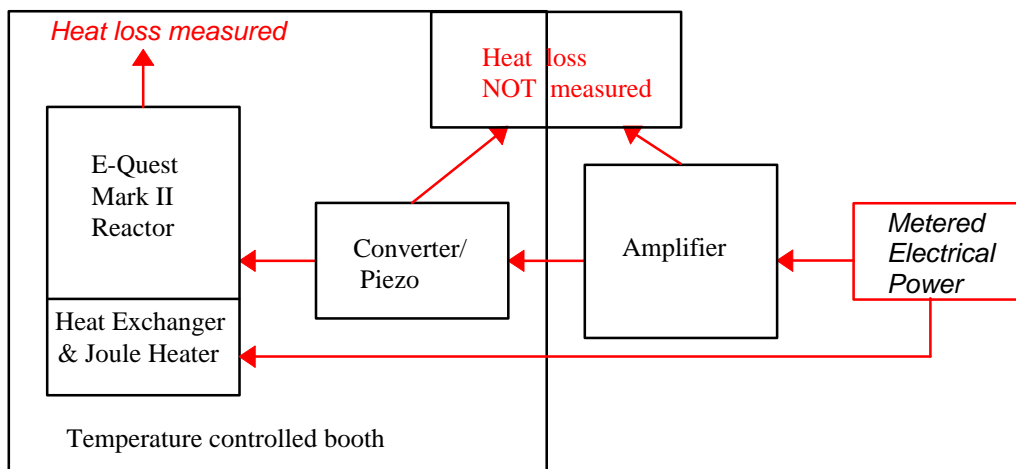 Heat loss measured
Heat loss
NOT measured
E-Quest
Mark II
Reactor
Converter/
Piezo
Amplifier
Metered
Electrical
Power
Heat Exchanger
& Joule Heater
Temperature controlled booth